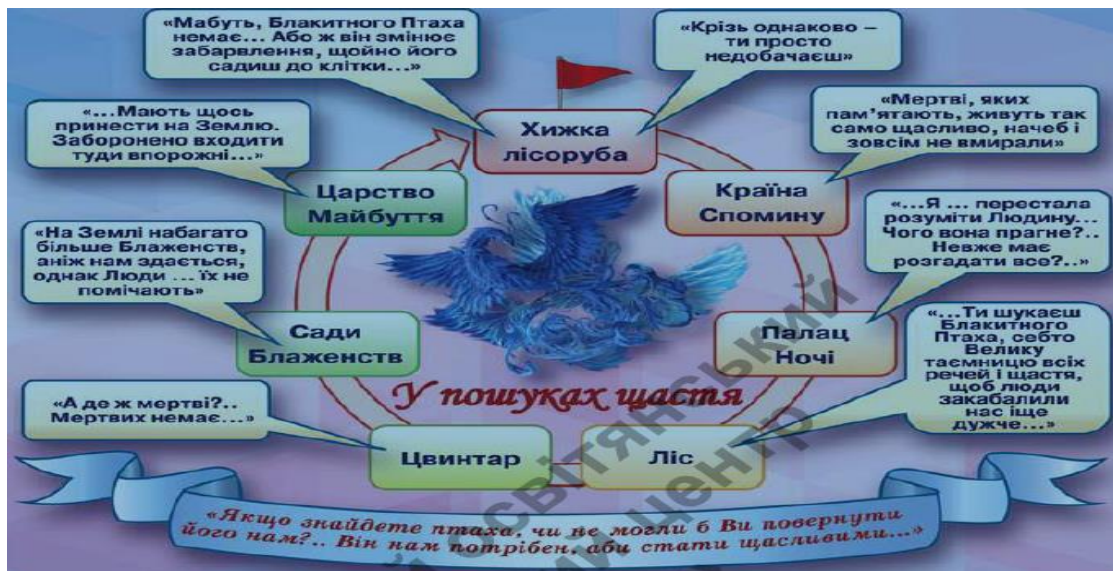 «Мабуть, Блакитного Птаха
немає... Або ж він змінює
забарвлення, щойно його
садиш до клітки...»
«Крізь однаково –
ти просто
недобачаєш»
«...Мають щось
принести на Землю.
Заборонено входити
туди впорожні...»
Хижка
лісоруба
«Мертві, яких
пам’ятають, живуть так
само щасливо, начеб і
зовсім не вмирали»
Царство
Майбуття
Країна
Спомину
«На Землі набагато
більше Блаженств,
аніж нам здається,
однак Люди ... їх не
помічають»
«...Я ... перестала
розуміти Людину...
Чого вона прагне?..
Невже має
розгадати все?..»
Сади
Блаженств
Палац
Ночі
«...Ти шукаєш
Блакитного
Птаха, себто
Велику
таємницю всіх
речей і щастя,
щоб люди
закабалили
нас іще
дужче...»
У пошуках щастя
«А де ж мертві?..
Мертвих немає...»
Цвинтар
Ліс
«Якщо знайдете птаха, чи не могли б Ви повернути
його нам?.. Він нам потрібен, аби стати щасливими...»
освітянський
центр